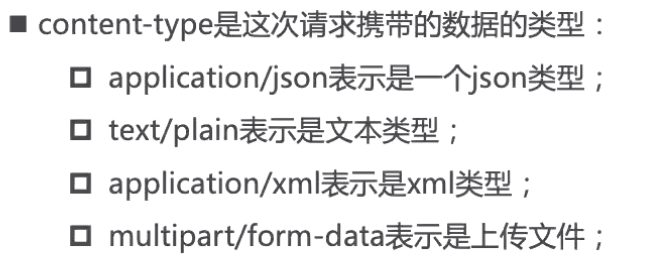 ■ content-type是这次请求携带的数据的类型：
❑ application/json表示是一个json类型；
❑ text/plain表示是文本类型；
❑ application/xml表示是xml类型；
❑ multipart/form-data表示是上传文件；